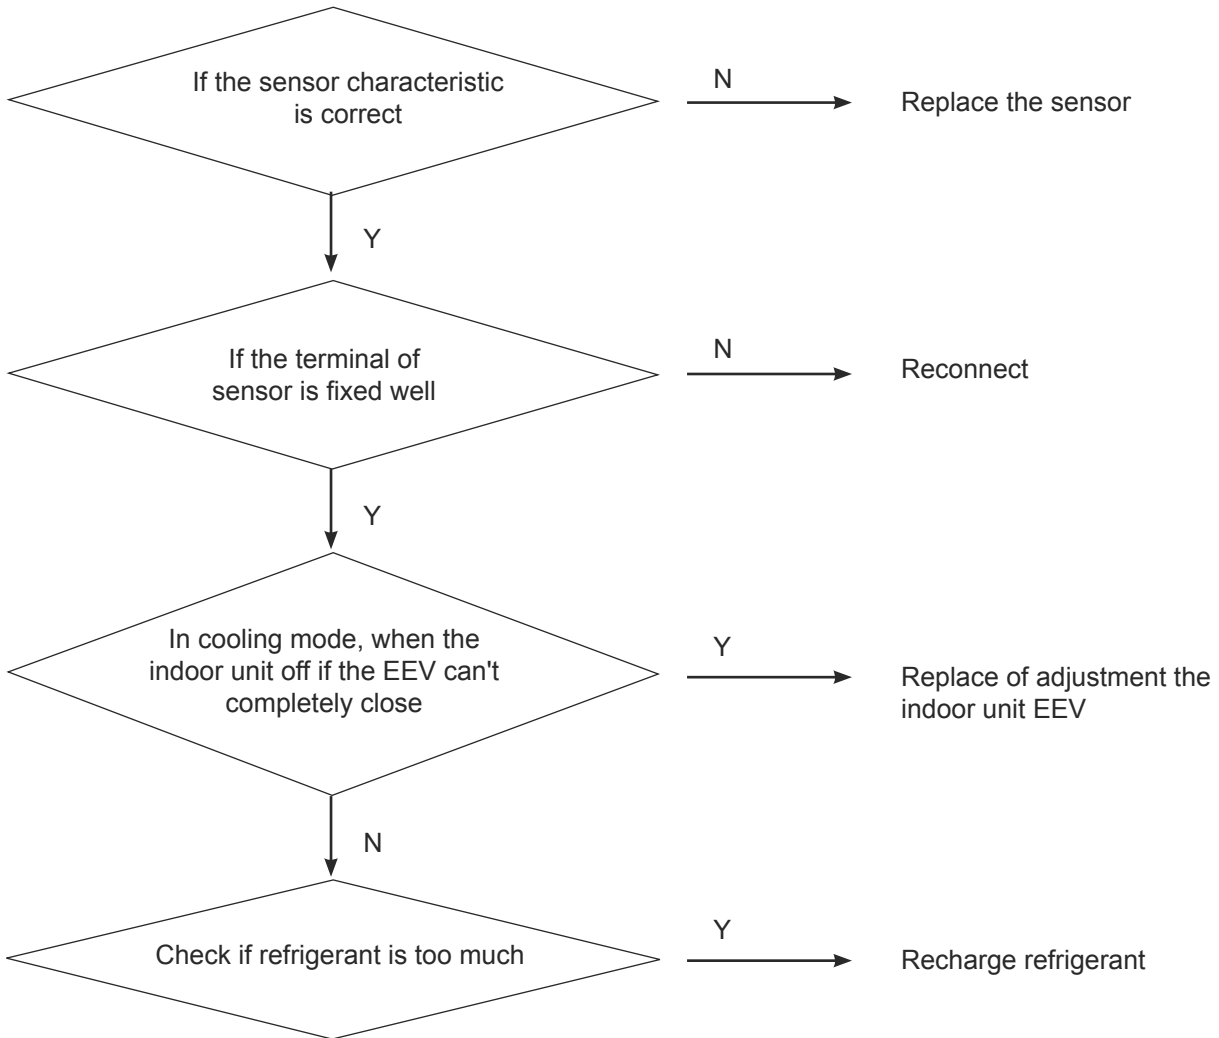 If the sensor characteristic
is correct
N
Replace the sensor
Y
If the terminal of
sensor is fixed well
N
Reconnect
Y
In cooling mode, when the
indoor unit off if the EEV can't
completely close
Y
Replace of adjustment the
indoor unit EEV
N
Check if refrigerant is too much
Y
Recharge refrigerant